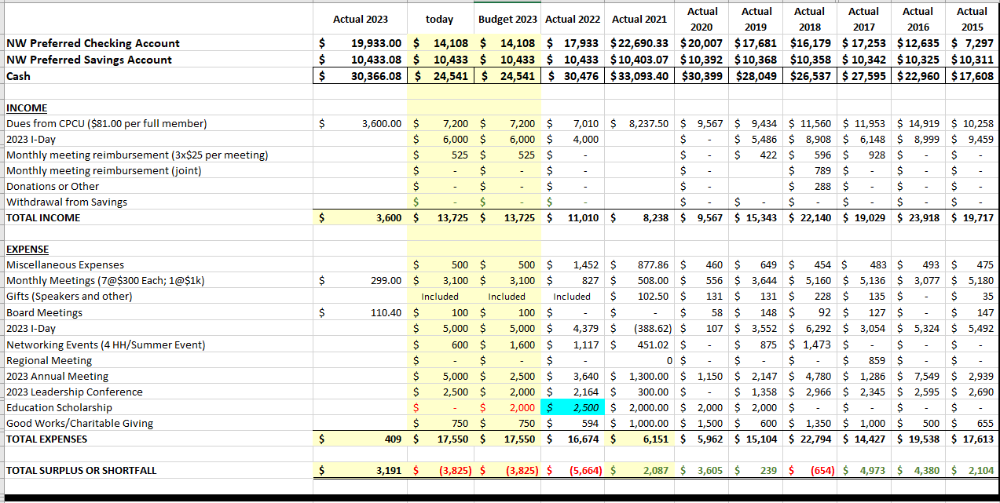 Actual 2023 today Budget 2023 Actual 2022 Actual 2021 Actual 2020 Actual 2019 Actual 2018 Actual 2017 Actual 2016 Actual 2015
NW Preferred Checking Account $ 19,933.00 $ 14,108 $ 14,108 $ 17,933 $22,690.33 $20,007 $17,681 $16,179 $ 17,253 $12,635 $ 7,297
NW Preferred Savings Account $ 10,433.08 $ 10,433 $ 10,433 $ 10,433 $10,403.07 $10,392 $10,368 $10,358 $ 10,342 $10,325 $10,311
Cash $ 30,366.08 $ 24,541 $ 24,541 $ 30,476 $33,093.40 $30,399 $28,049 $26,537 $ 27,595 $22,960 $17,608
INCOME
Dues from CPCU ($81.00 per full member) $ 3,600.00 $ 7,200 $ 7,200 $ 7,010 $ 8,237.50 $ 9,567 $ 9,434 $ 11,560 $ 11,953 $ 14,919 $ 10,258
2023 I-Day $ 6,000 $ 6,000 $ 4,000 $ - $ 5,486 $ 8,908 $ 6,148 $ 8,999 $ 9,459
Monthly meeting reimbursement (3x$25 per meeting) $ 525 $ 525 $ - $ - $ 422 $ 596 $ 928 $ - $ -
Monthly meeting reimbursement (joint) $ - $ - $ - $ - $ 789 $ - $ - $ -
Donations or Other $ - $ - $ - $ - $ 288 $ - $ - $ -
Withdrawal from Savings $ - $ - $ - $ - $ - $ - $ - $ - $ -
TOTAL INCOME $ 3,600 $ 13,725 $ 13,725 $ 11,010 $ 8,238 $ 9,567 $ 15,343 $ 22,140 $ 19,029 $ 23,918 $ 19,717
EXPENSE
Miscellaneous Expenses $ 500 $ 500 $ 1,452 $ 877.86 $ 460 $ 649 $ 454 $ 483 $ 493 $ 475
Monthly Meetings (7@$300 Each; 1@$1k) $ 299.00 $ 3,100 $ 3,100 $ 827 $ 508.00 $ 556 $ 3,644 $ 5,160 $ 5,136 $ 3,077 $ 5,180
Gifts (Speakers and other) Included Included Included $ 102.50 $ 131 $ 131 $ 228 $ 135 $ - $ 35
Board Meetings $ 110.40 $ 100 $ 100 $ - $ - $ 58 $ 148 $ 92 $ 127 $ - $ 147
2023 I-Day $ 5,000 $ 5,000 $ 4,379 $ (388.62) $ 107 $ 3,552 $ 6,292 $ 3,054 $ 5,324 $ 5,492
Networking Events (4 HH/Summer Event) $ 600 $ 1,600 $ 1,117 $ 451.02 $ - $ 875 $ 1,473 $ - $ - $ -
Regional Meeting $ - $ - $ - 0 $ - $ - $ - $ 859 $ - $ -
2023 Annual Meeting $ 5,000 $ 2,500 $ 3,640 $ 1,300.00 $ 1,150 $ 2,147 $ 4,780 $ 1,286 $ 7,549 $ 2,939
2023 Leadership Conference $ 2,500 $ 2,000 $ 2,164 $ 300.00 $ - $ 1,358 $ 2,966 $ 2,345 $ 2,595 $ 2,690
Education Scholarship $ - $ 2,000 $ 2,500 $ 2,000.00 $ 2,000 $ 2,000 $ - $ - $ - $ -
Good Works/Charitable Giving $ 750 $ 750 $ 594 $ 1,000.00 $ 1,500 $ 600 $ 1,350 $ 1,000 $ 500 $ 655
TOTAL EXPENSES $ 409 $ 17,550 $ 17,550 $ 16,674 $ 6,151 $ 5,962 $ 15,104 $ 22,794 $ 14,427 $ 19,538 $ 17,613
TOTAL SURPLUS OR SHORTFALL $ 3,191 $ (3,825) $ (3,825) $ (5,664) $ 2,087 $ 3,605 $ 239 $ (654) $ 4,973 $ 4,380 $ 2,104